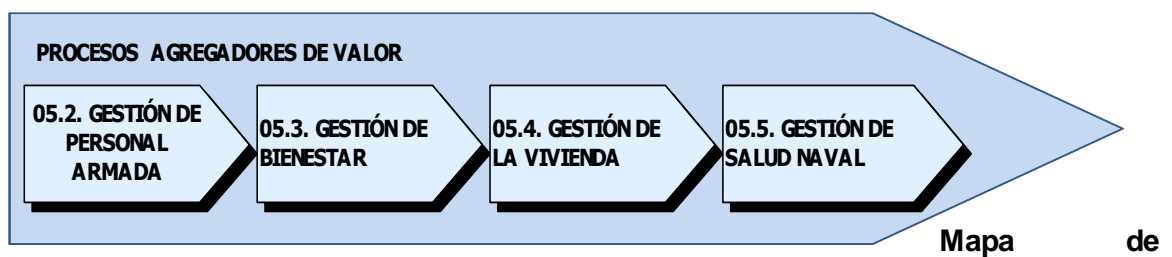 PROCESOS AGREGADORES DE VALOR
05.2. GESTIÓN DE
PERSONAL
ARMADA
05.3. GESTIÓN DE
BIENESTAR
05.4. GESTIÓN DE
LA VIVIENDA
05.5. GESTIÓN DE
SALUD NAVAL
Mapa de